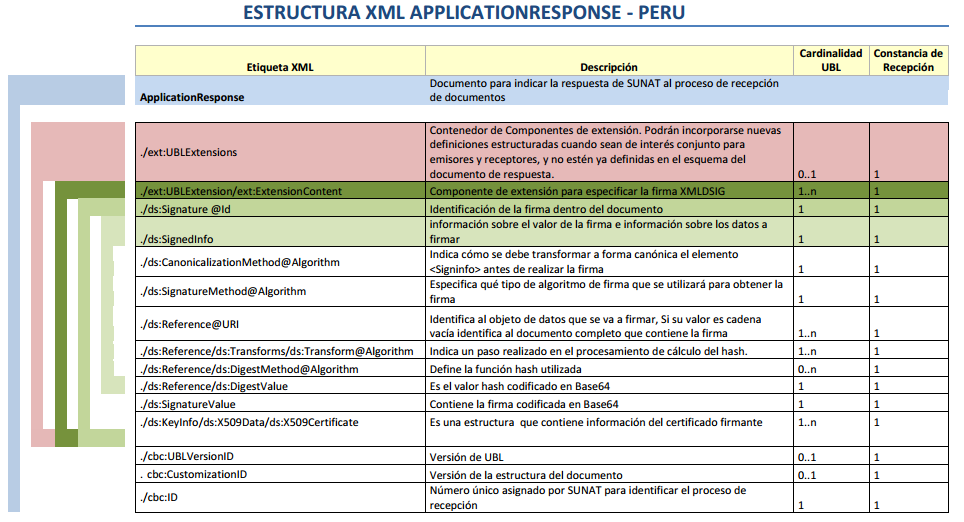 ESTRUCTURA XML APPLICATIONRESPONSE - PERU
Etiqueta XML Descripción Cardinalidad UBL Constancia de Recepción
ApplicationResponse Documento para indicar la respuesta de SUNAT al proceso de recepción
de documentos
./ext:UBLExtensions Contenedor de Componentes de extensión. Podrán incorporarse nuevas
definiciones estructuradas cuando sean de interés conjunto para
emisores y receptores, y no estén ya definidas en el esquema del
documento de respuesta. 0..1 1
./ext:UBLExtension/ext:ExtensionContent Componente de extensión para especificar la firma XMLDSIG 1..n 1
./ds:Signature @Id Identificación de la firma dentro del documento 1 1
./ds:SignedInfo información sobre el valor de la firma e información sobre los datos a
firmar 1 1
./ds:CanonicalizationMethod@Algorithm Indica cómo se debe transformar a forma canónica el elemento
<Signinfo> antes de realizar la firma 1 1
./ds:SignatureMethod@Algorithm Especifica qué tipo de algoritmo de firma que se utilizará para obtener la
firma 1 1
./ds:Reference@URI Identifica al objeto de datos que se va a firmar, Si su valor es cadena
vacía identifica al documento completo que contiene la firma 1..n 1
./ds:Reference/ds:Transforms/ds:Transform@Algorithm Indica un paso realizado en el procesamiento de cálculo del hash. 1..n 1
./ds:Reference/ds:DigestMethod@Algorithm Define la función hash utilizada 0..n 1
./ds:Reference/ds:DigestValue Es el valor hash codificado en Base64 1 1
./ds:SignatureValue Contiene la firma codificada en Base64 1 1
./ds:KeyInfo/ds:X509Data/ds:X509Certificate Es una estructura que contiene información del certificado firmante 1..n 1
./cbc:UBLVersionID Versión de UBL 0..1 1
. cbc:CustomizationID Versión de la estructura del documento 0..1 1
./cbc:ID Número único asignado por SUNAT para identificar el proceso de
recepción 1 1